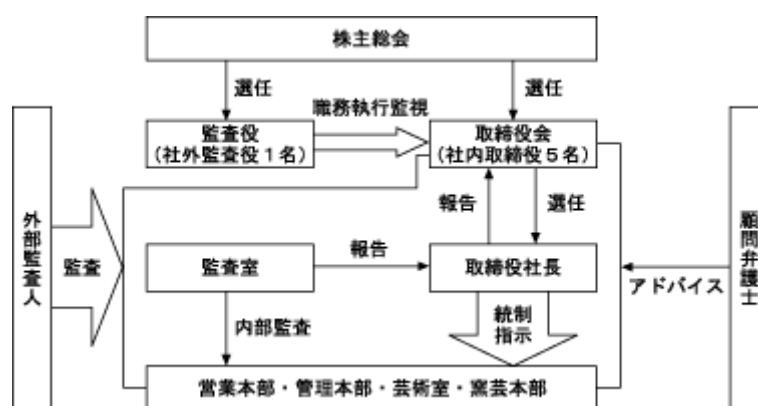 株主総会
選任
選任
職務執行監視
監査役
(社外監査役1名)
取締役会
(社内取締役5名)
外部監査人
監査
報告
選任
監査室
報告
取締役社長
顧問弁護士
アドバイス
内部監査
統制
指示
営業本部・管理本部・芸術室・窯芸本部